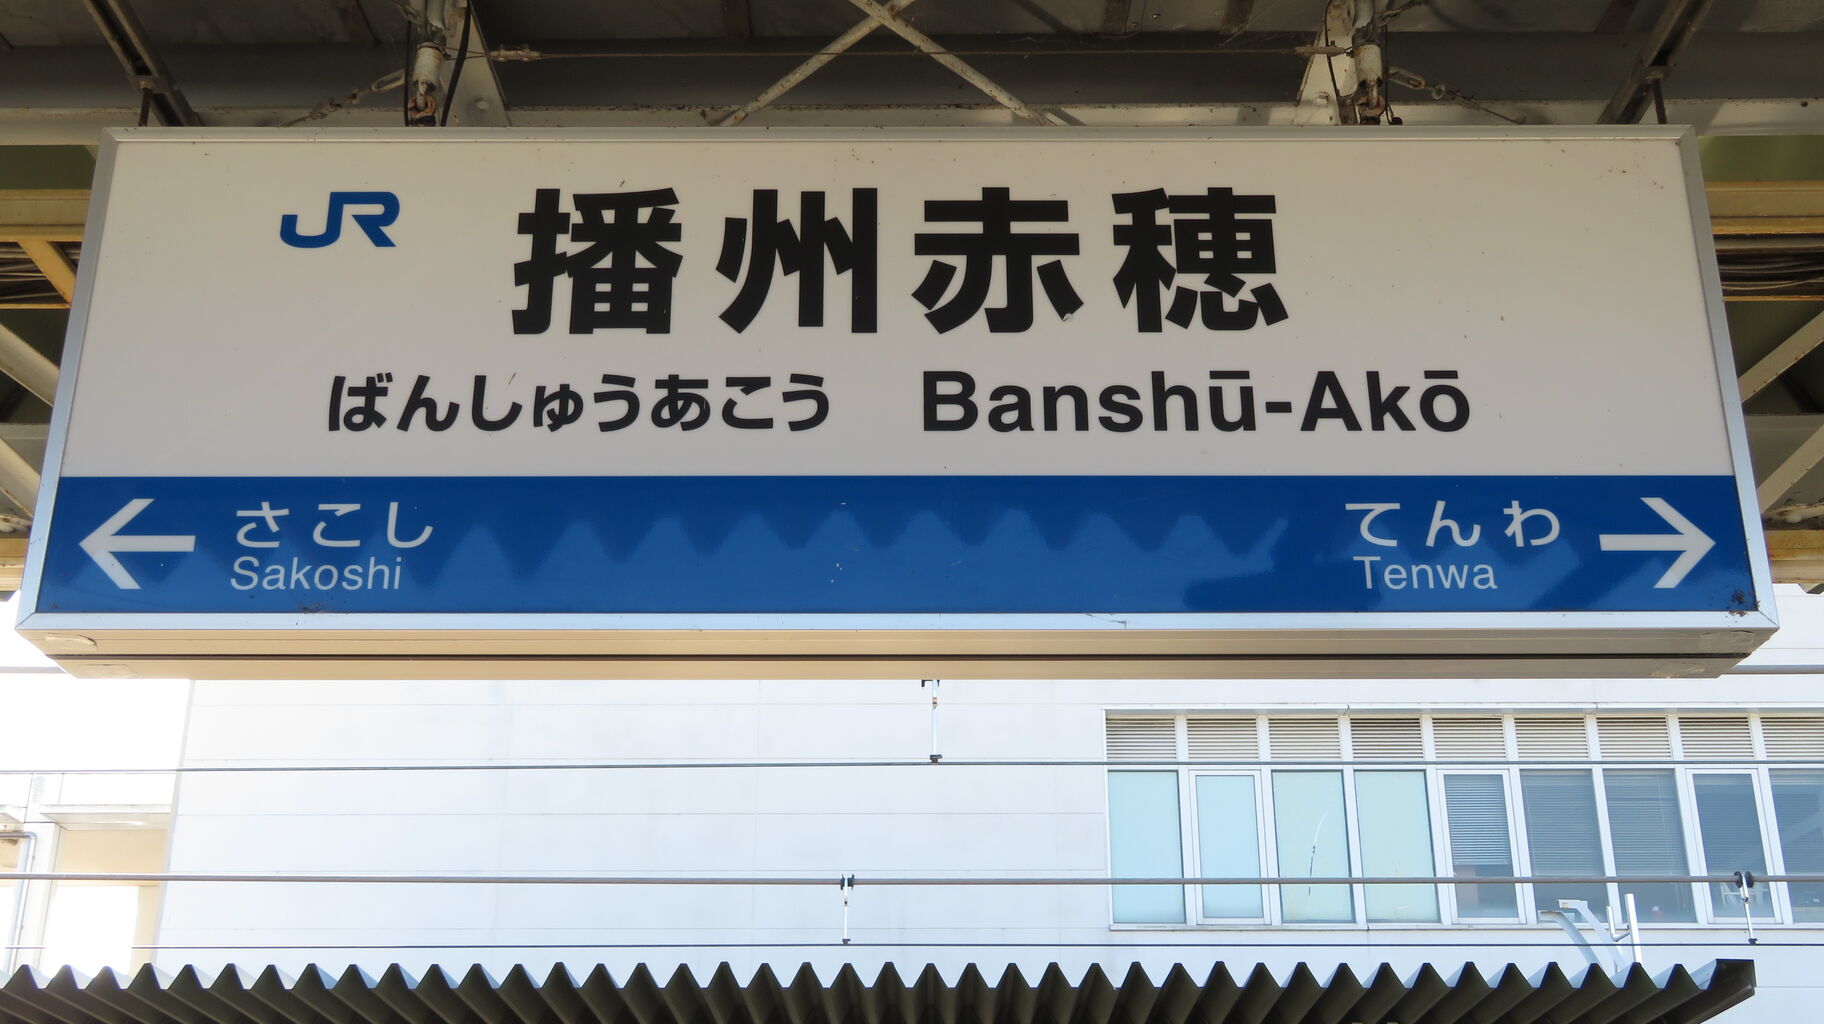 JR 播州赤穂
ばんしゅうあこう Banshū-Akō
← さこし てんわ →
Sakoshi Tenwa